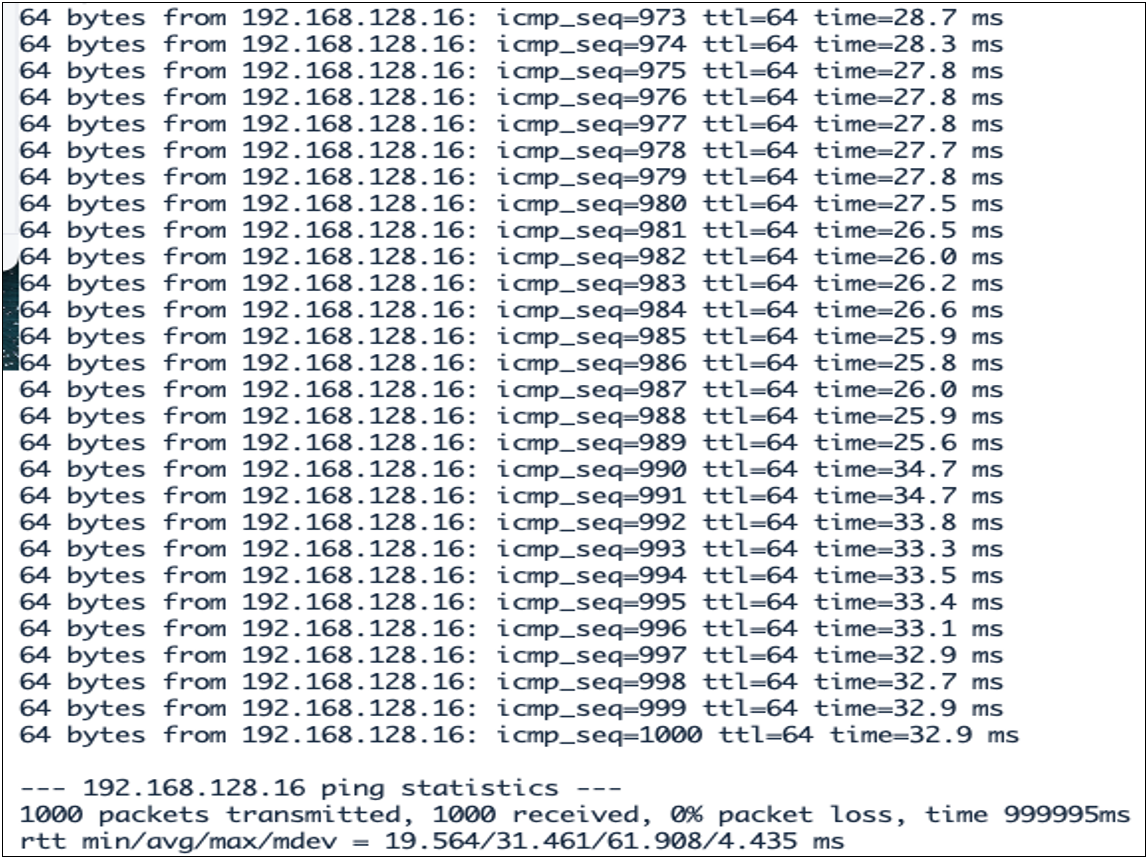 64 bytes from 192.168.128.16: icmp_seq=973 ttl=64 time=28.7 ms
64 bytes from 192.168.128.16: icmp_seq=974 ttl=64 time=28.3 ms
64 bytes from 192.168.128.16: icmp_seq=975 ttl=64 time=27.8 ms
64 bytes from 192.168.128.16: icmp_seq=976 ttl=64 time=27.8 ms
64 bytes from 192.168.128.16: icmp_seq=977 ttl=64 time=27.8 ms
64 bytes from 192.168.128.16: icmp_seq=978 ttl=64 time=27.7 ms
64 bytes from 192.168.128.16: icmp_seq=979 ttl=64 time=27.8 ms
64 bytes from 192.168.128.16: icmp_seq=980 ttl=64 time=27.5 ms
64 bytes from 192.168.128.16: icmp_seq=981 ttl=64 time=26.5 ms
64 bytes from 192.168.128.16: icmp_seq=982 ttl=64 time=26.0 ms
64 bytes from 192.168.128.16: icmp_seq=983 ttl=64 time=26.2 ms
64 bytes from 192.168.128.16: icmp_seq=984 ttl=64 time=26.6 ms
64 bytes from 192.168.128.16: icmp_seq=985 ttl=64 time=25.9 ms
64 bytes from 192.168.128.16: icmp_seq=986 ttl=64 time=25.8 ms
64 bytes from 192.168.128.16: icmp_seq=987 ttl=64 time=26.0 ms
64 bytes from 192.168.128.16: icmp_seq=988 ttl=64 time=25.9 ms
64 bytes from 192.168.128.16: icmp_seq=989 ttl=64 time=25.6 ms
64 bytes from 192.168.128.16: icmp_seq=990 ttl=64 time=34.7 ms
64 bytes from 192.168.128.16: icmp_seq=991 ttl=64 time=34.7 ms
64 bytes from 192.168.128.16: icmp_seq=992 ttl=64 time=33.8 ms
64 bytes from 192.168.128.16: icmp_seq=993 ttl=64 time=33.3 ms
64 bytes from 192.168.128.16: icmp_seq=994 ttl=64 time=33.5 ms
64 bytes from 192.168.128.16: icmp_seq=995 ttl=64 time=33.4 ms
64 bytes from 192.168.128.16: icmp_seq=996 ttl=64 time=33.1 ms
64 bytes from 192.168.128.16: icmp_seq=997 ttl=64 time=32.9 ms
64 bytes from 192.168.128.16: icmp_seq=998 ttl=64 time=32.7 ms
64 bytes from 192.168.128.16: icmp_seq=999 ttl=64 time=32.9 ms
64 bytes from 192.168.128.16: icmp_seq=1000 ttl=64 time=32.9 ms
--- 192.168.128.16 ping statistics ---
1000 packets transmitted, 1000 received, 0% packet loss, time 999995ms
rtt min/avg/max/mdev = 19.564/31.461/61.908/4.435 ms